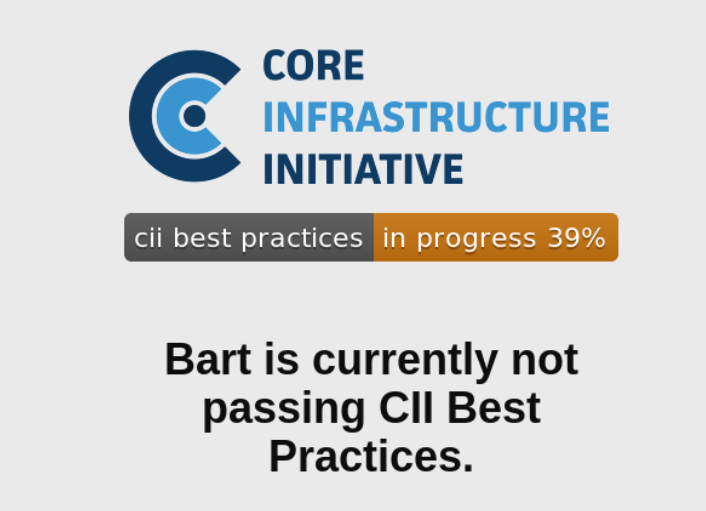 CORE
INFRASTRUCTURE
INITIATIVE
cii best practices in progress 39%
Bart is currently not
passing CII Best
Practices.